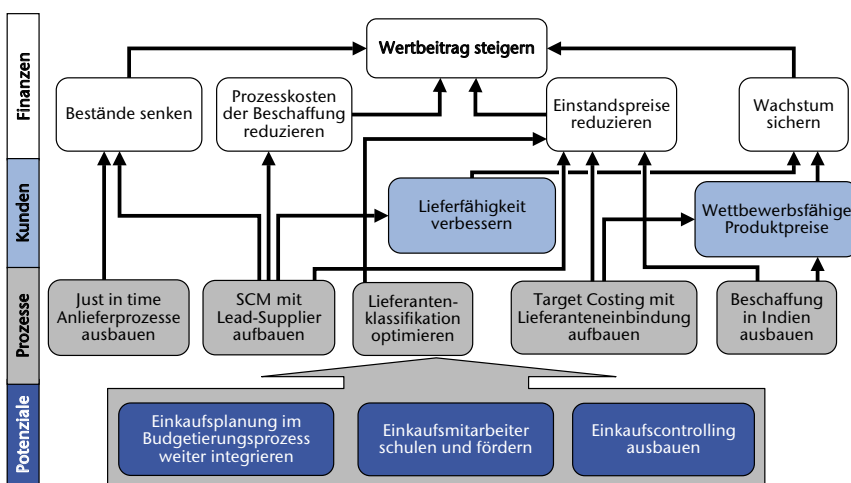 Finanzen
Wertbeitrag steigern
Bestände senken
Prozesskosten
der Beschaffung
reduzieren
Einstandspreise
reduzieren
Wachstum
sichern
Kunden
Lieferfähigkeit
verbessern
Wettbewerbsfähige
Produktpreise
Prozesse
Just in time
Anlieferprozesse
ausbauen
SCM mit
Lead-Supplier
aufbauen
Lieferanten-
klassifikation
optimieren
Target Costing mit
Lieferanteneinbindung
aufbauen
Beschaffung
in Indien
ausbauen
Potenziale
Einkaufsplanung im
Budgetierungsprozess
weiter integrieren
Einkaufsmitarbeiter
schulen und fördern
Einkaufscontrolling
ausbauen